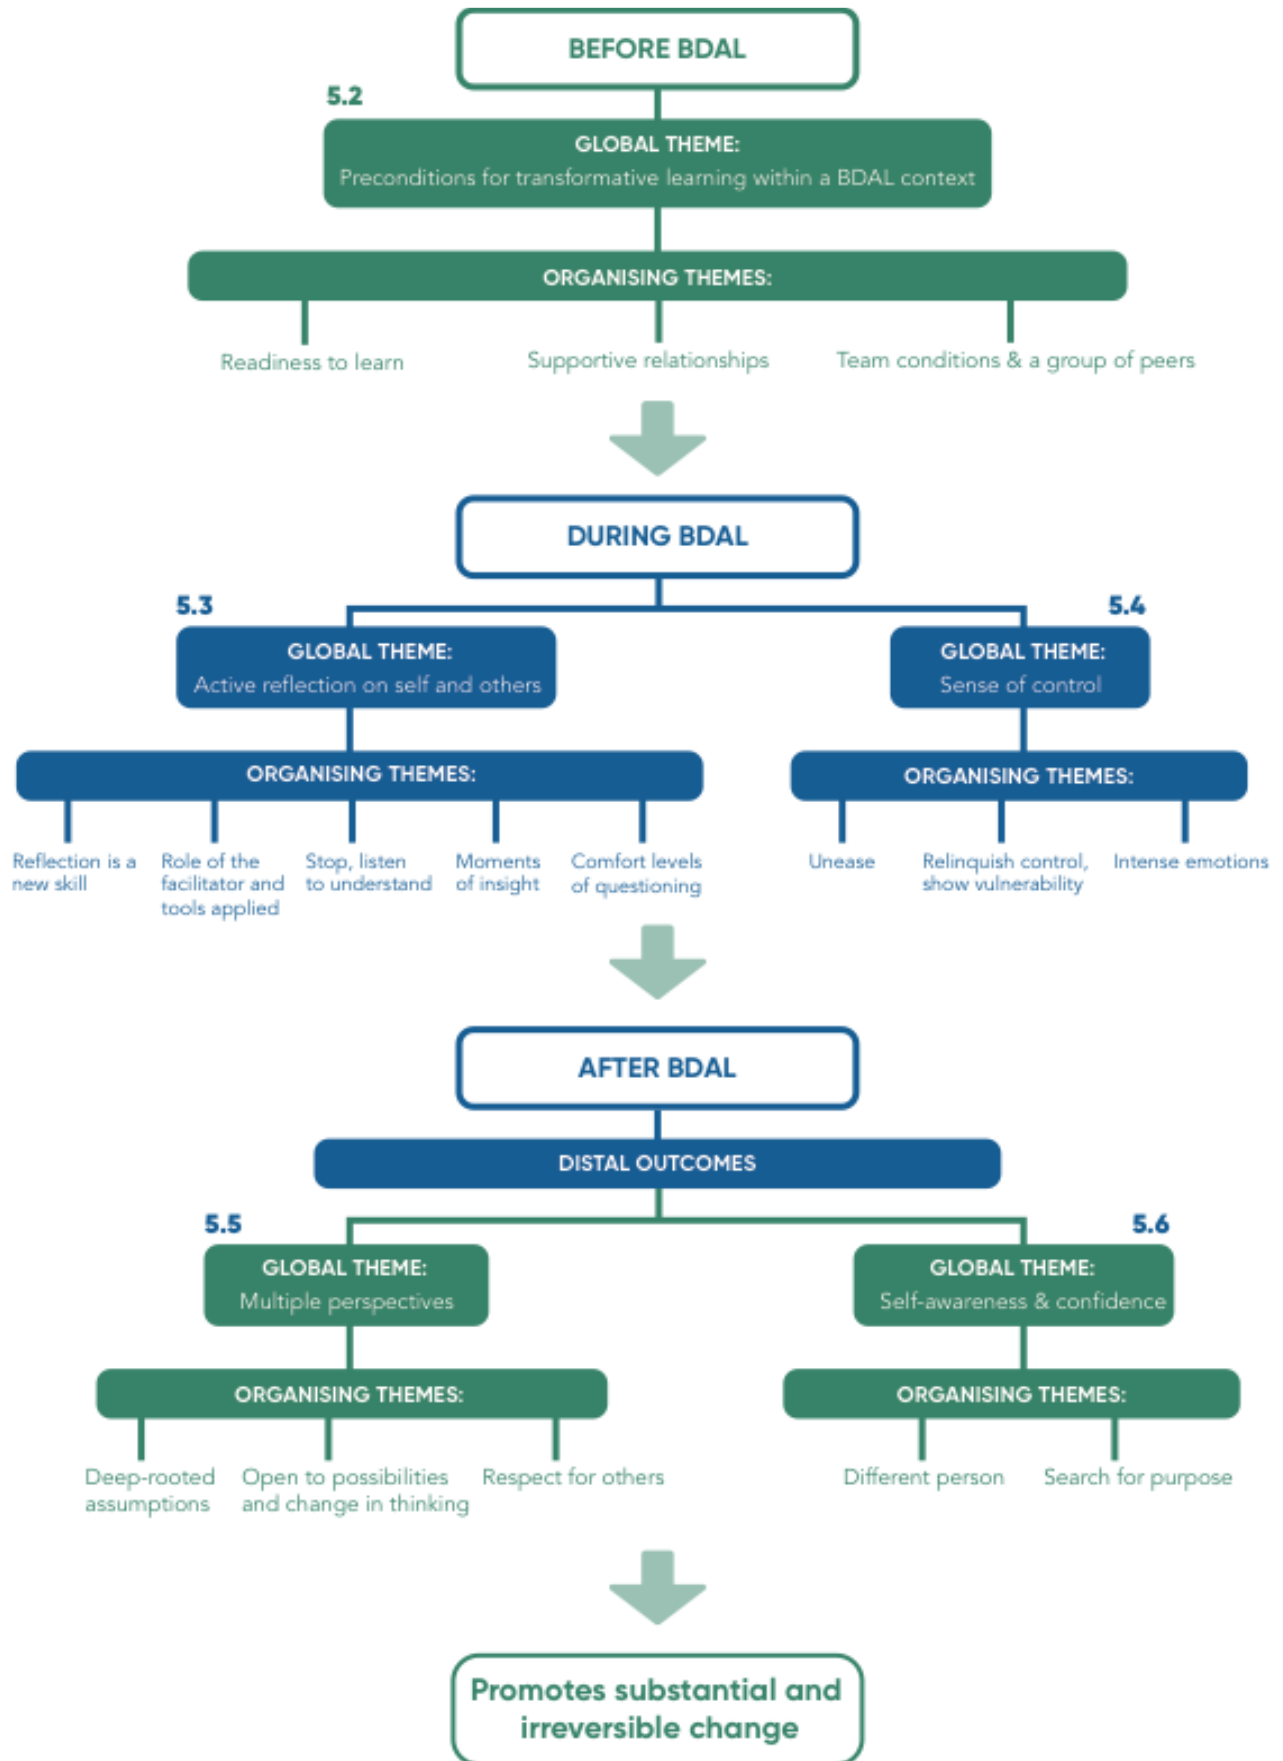 BEFORE BDAL
5.2
GLOBAL THEME:
Preconditions for transformative learning within a BDAL context
ORGANISING THEMES:
Readiness to learn
Supportive relationships
Team conditions & a group of peers
DURING BDAL
5.3
GLOBAL THEME:
Active reflection on self and others
ORGANISING THEMES:
Reflection is a
new skill
Role of the
facilitator and
tools applied
Stop, listen
to understand
Moments
of insight
Comfort levels
of questioning
5.4
GLOBAL THEME:
Sense of control
ORGANISING THEMES:
Unease
Relinquish control,
show vulnerability
Intense emotions
AFTER BDAL
DISTAL OUTCOMES
5.5
GLOBAL THEME:
Multiple perspectives
ORGANISING THEMES:
Deep-rooted
assumptions
Open to possibilities
and change in thinking
Respect for others
5.6
GLOBAL THEME:
Self-awareness & confidence
ORGANISING THEMES:
Different person
Search for purpose
Promotes substantial and
irreversible change